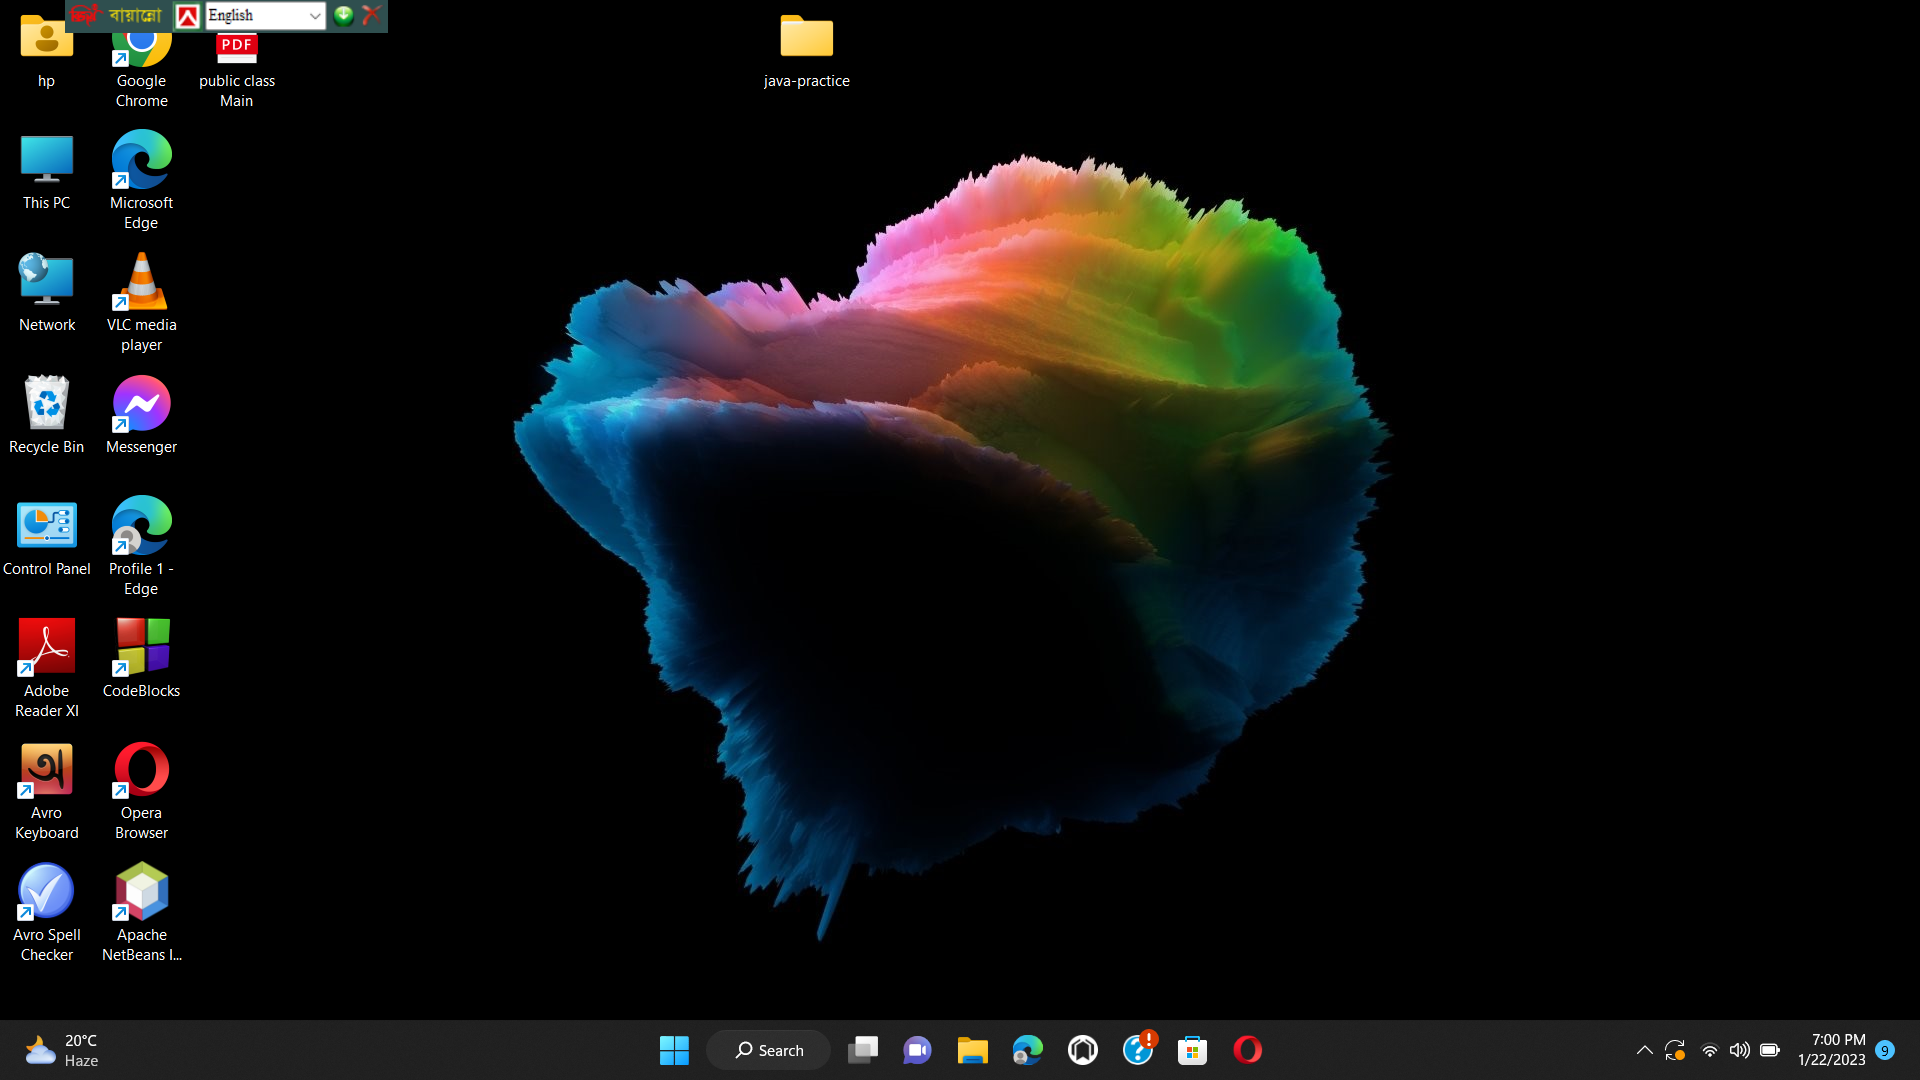 বিজয় বায়ান্নো
English
hp
Google
Chrome
PDF
public class
Main
java-practice
This PC
Microsoft
Edge
Network
VLC media
player
Recycle Bin
Messenger
Control Panel
Profile 1 -
Edge
Adobe
Reader XI
CodeBlocks
অ
Avro
Keyboard
Opera
Browser
Avro Spell
Checker
Apache
NetBeans I...
20°C
Haze
Search
7:00 PM
1/22/2023
9